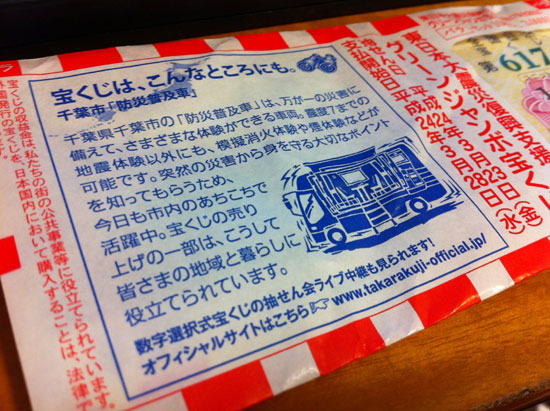 宝くじは、こんなところにも。
千葉市「防災普及車」
千葉県千葉市の「防災普及車」は、万が一の災害に
備えて、さまざまな体験ができる車両。震度7までの
地震体験以外にも、模擬消火体験や煙体験などが
可能です。突然の災害から身を守る大切なポイント
を知ってもらうため、
今日も市内のあちこちで
活躍中。宝くじの売り
上げの一部は、こうして
皆さまの地域と暮らしに
役立てられています。
数字選択式宝くじの抽せん会ライブ中継も見られます!
オフィシャルサイトはこちら☞www.takarakuji-official.jp/
東日本大震災復興支援
グリーンジャンボ宝くじ
抽せん日 平成24年3月23日(金)
支払開始日 平成24年3月28日(水)
宝くじの収益金は、私たちの街の公共事業等に役立てられています。
外国発行の宝くじを、日本国内において購入することは、法律で
617